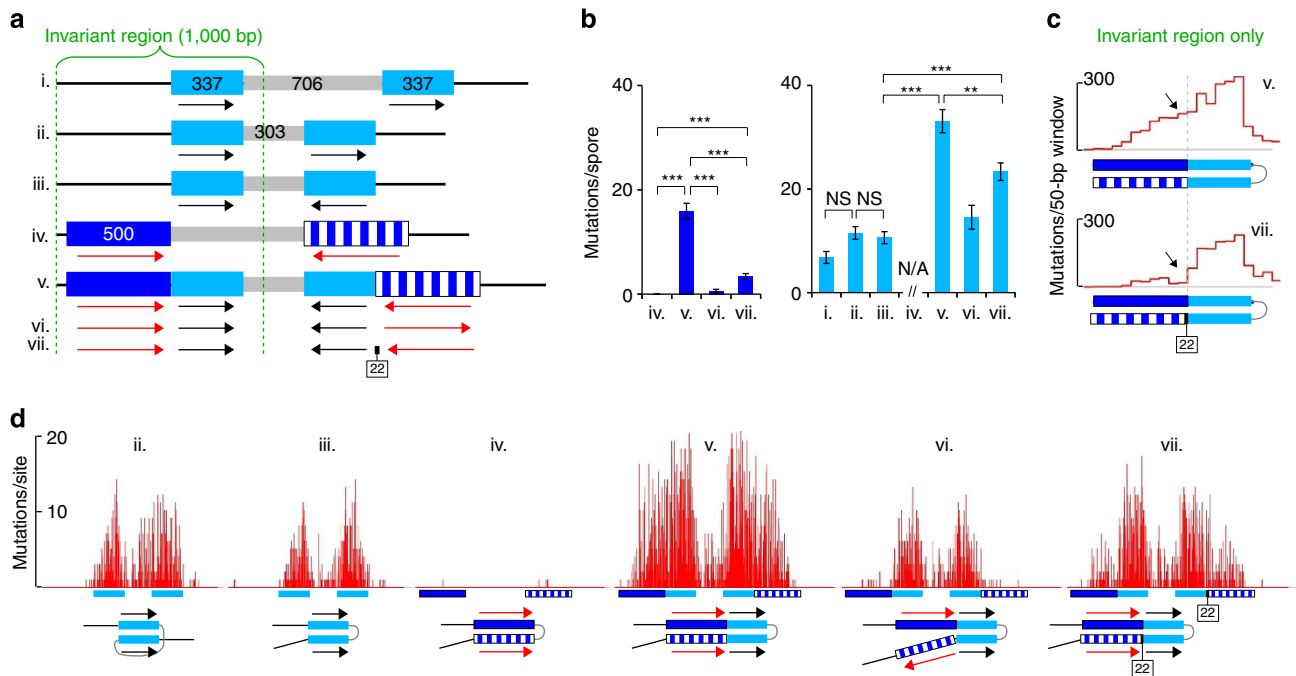 a
Invariant region (1,000 bp)
i. 337 706 337
ii. 303
iii.
iv. 500
v.
vi.
vii.
22
b
Mutations/spore
40
20
0
*** *** *** ***
iv. v. vi. vii.
40
20
0
NS NS N/A // *** ** ***
i. ii. iii. iv. v. vi. vii.
c
Invariant region only
Mutations/50-bp window
300 v.
300 vii.
22
d
Mutations/site
20
10
ii. iii. iv. v. vi. vii.
22
22